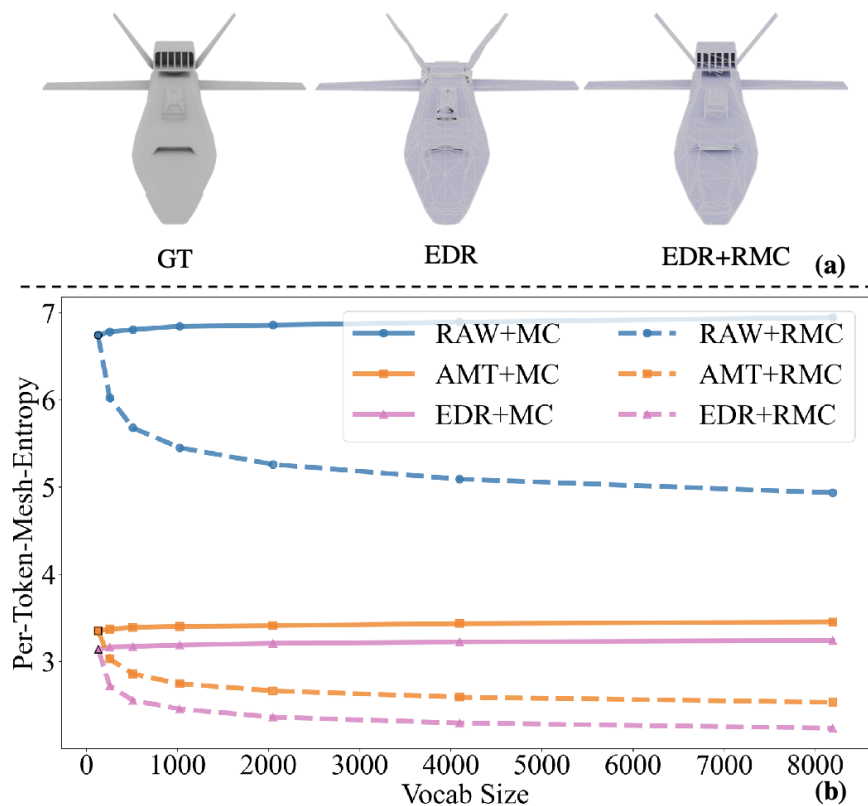 GT EDR EDR+RMC (a)
7
6
5
4
3
Per-Token-Mesh-Entropy
RAW+MC RAW+RMC
AMT+MC AMT+RMC
EDR+MC EDR+RMC
0 1000 2000 3000 4000 5000 6000 7000 8000
Vocab Size (b)